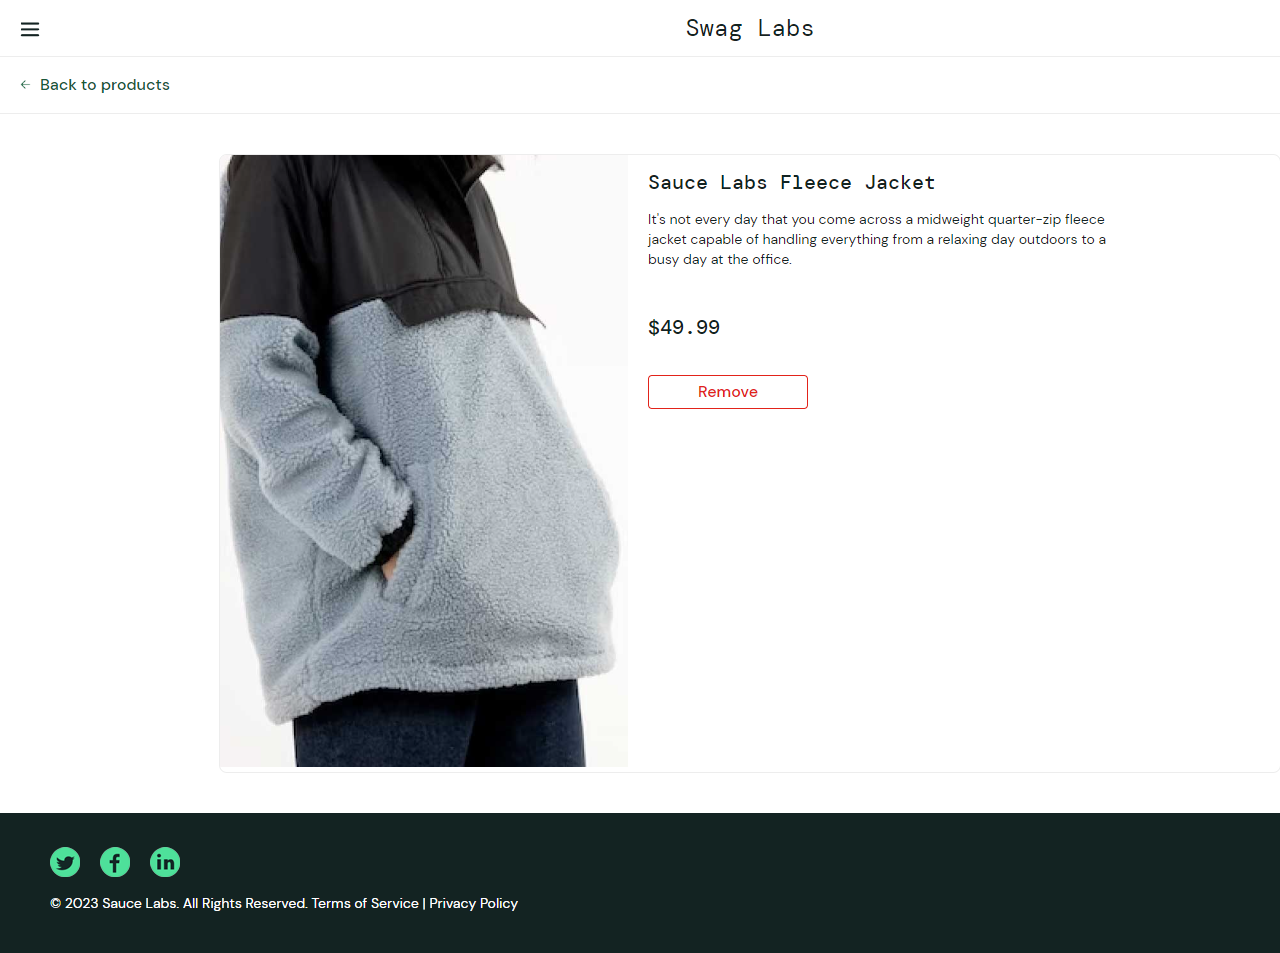 Swag Labs
Back to products
Sauce Labs Fleece Jacket
It's not every day that you come across a midweight quarter-zip fleece
jacket capable of handling everything from a relaxing day outdoors to a
busy day at the office.
$49.99
Remove
© 2023 Sauce Labs. All Rights Reserved. Terms of Service | Privacy Policy